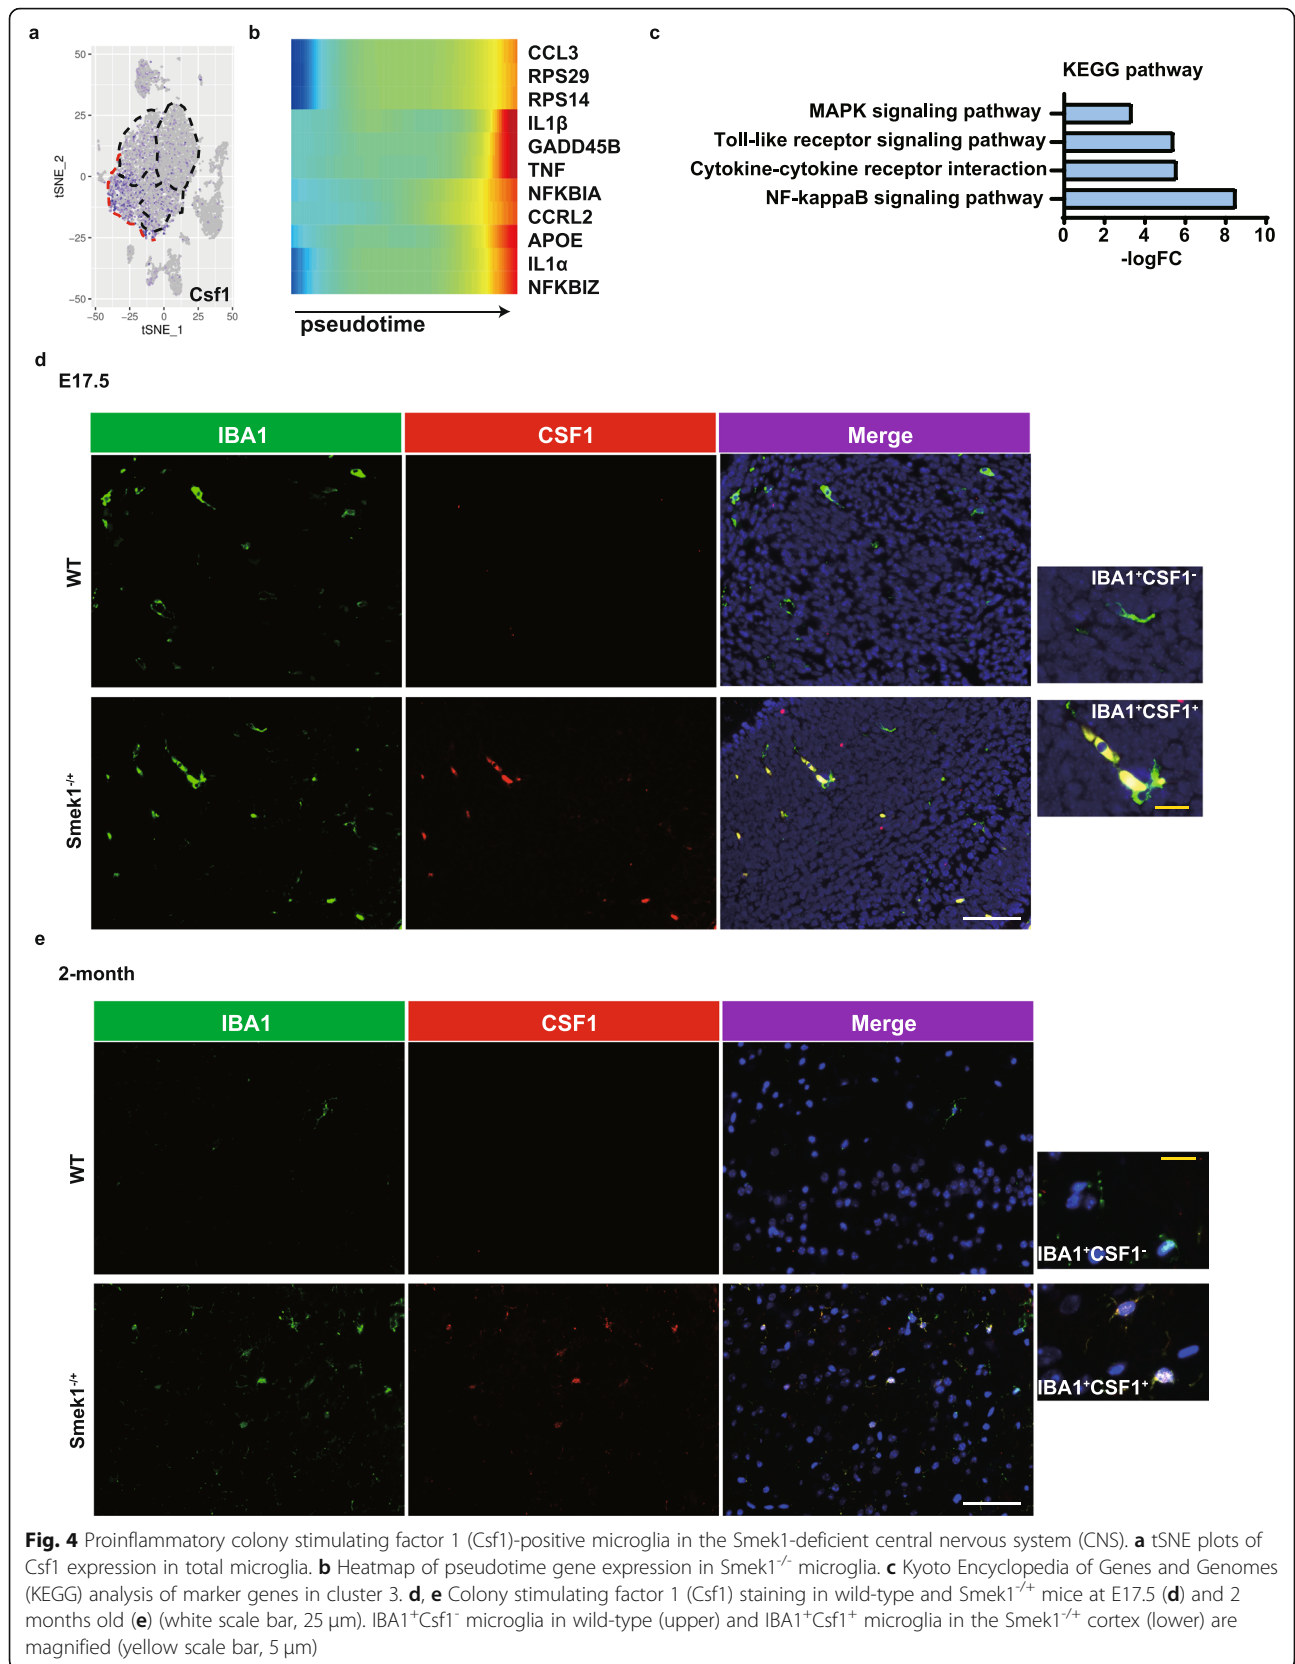 a
50
25
0
−25
−50
tSNE_2
−50 −25 0 25 50
tSNE_1
Csf1
b
CCL3
RPS29
RPS14
IL1β
GADD45B
TNF
NFKBIA
CCRL2
APOE
IL1α
NFKBIZ
pseudotime
c
KEGG pathway
MAPK signaling pathway
Toll-like receptor signaling pathway
Cytokine-cytokine receptor interaction
NF-kappaB signaling pathway
0 2 4 6 8 10
-logFC
d
E17.5
IBA1 CSF1 Merge
WT
IBA1⁺CSF1⁻
Smek1⁻/⁺
IBA1⁺CSF1⁺
e
2-month
IBA1 CSF1 Merge
WT
IBA1⁺CSF1⁻
Smek1⁻/⁺
IBA1⁺CSF1⁺
Fig. 4 Proinflammatory colony stimulating factor 1 (Csf1)-positive microglia in the Smek1-deficient central nervous system (CNS). a tSNE plots of
Csf1 expression in total microglia. b Heatmap of pseudotime gene expression in Smek1⁻/⁻ microglia. c Kyoto Encyclopedia of Genes and Genomes
(KEGG) analysis of marker genes in cluster 3. d, e Colony stimulating factor 1 (Csf1) staining in wild-type and Smek1⁻/⁺ mice at E17.5 (d) and 2
months old (e) (white scale bar, 25 μm). IBA1⁺Csf1⁻ microglia in wild-type (upper) and IBA1⁺Csf1⁺ microglia in the Smek1⁻/⁺ cortex (lower) are
magnified (yellow scale bar, 5 μm)